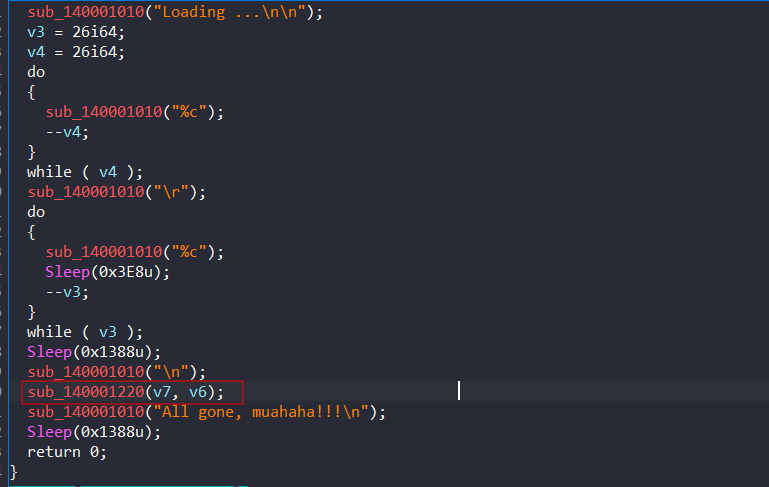 sub_140001010("Loading ...\n\n");
v3 = 26i64;
v4 = 26i64;
do
{
sub_140001010("%c");
--v4;
}
while ( v4 );
sub_140001010("\r");
do
{
sub_140001010("%c");
Sleep(0x3E8u);
--v3;
}
while ( v3 );
Sleep(0x1388u);
sub_140001010("\n");
sub_140001220(v7, v6);
sub_140001010("All gone, muahaha!!!\n");
Sleep(0x1388u);
return 0;
}